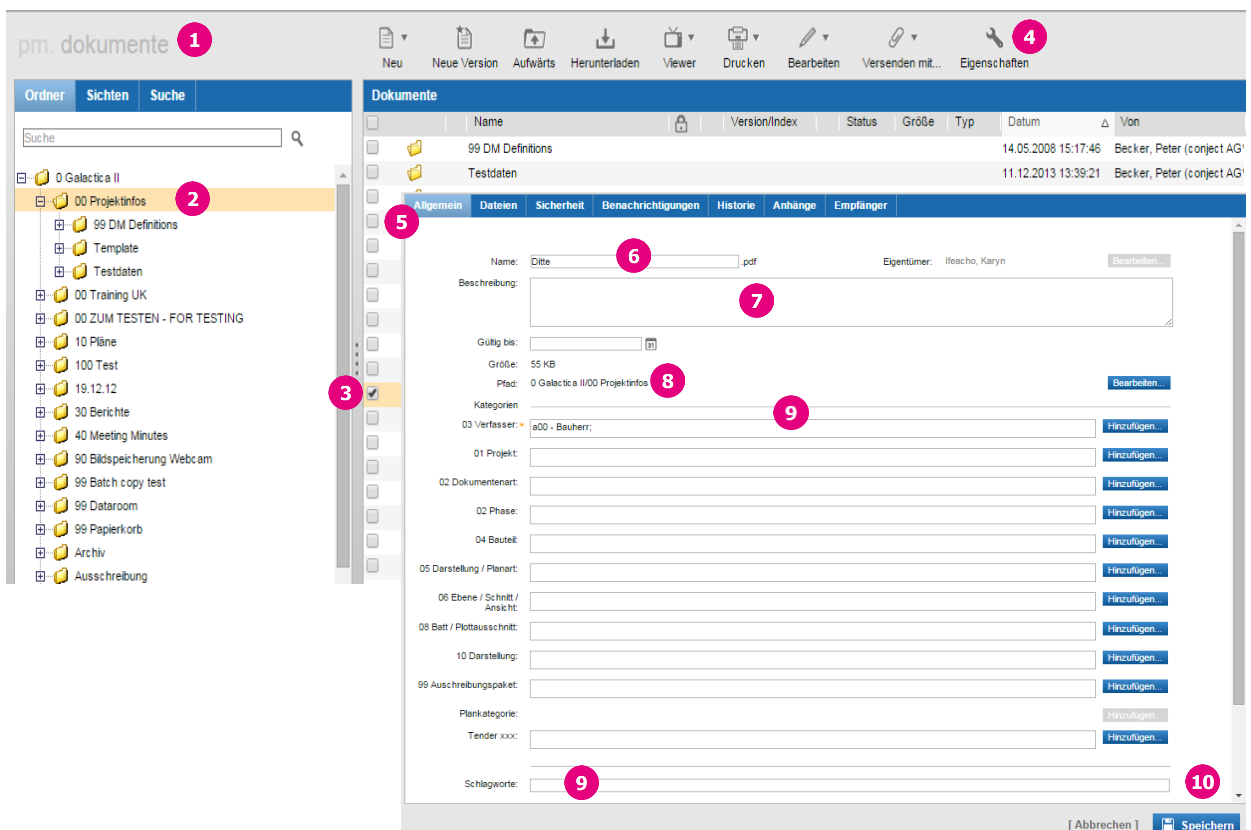 pm. dokumente 1
Neu
Neue Version
Aufwärts
Herunterladen
Viewer
Drucken
Bearbeiten
Versenden mit...
4
Eigenschaften
Ordner Sichten Suche
Suche
0 Galactica II
00 Projektinfos 2
99 DM Definitions
Template
Testdaten
00 Training UK
00 ZUM TESTEN - FOR TESTING
10 Pläne
100 Test
19.12.12
30 Berichte
40 Meeting Minutes
90 Bildspeicherung Webcam
99 Batch copy test
99 Dataroom
99 Papierkorb
Archiv
Ausschreibung
Dokumente
Name Version/Index Status Größe Typ Datum Von
99 DM Definitions 14.05.2008 15:17:46 Becker, Peter (conject AG
Testdaten 11.12.2013 13:39:21 Becker, Peter (conject AG
3
Allgemein Dateien Sicherheit Benachrichtigungen Historie Anhänge Empfänger
5
Name: Ditte 6 .pdf Eigentümer: Ifeacho, Karyn Bearbeiten...
Beschreibung: 7
Gültig bis: 31
Größe: 55 KB
Pfad: 0 Galactica II/00 Projektinfos 8 Bearbeiten...
Kategorien 9
03 Verfasser:* a00 - Bauherr; Hinzufügen...
01 Projekt: Hinzufügen...
02 Dokumentenart: Hinzufügen...
02 Phase: Hinzufügen...
04 Bauteil: Hinzufügen...
05 Darstellung / Planart: Hinzufügen...
06 Ebene / Schnitt / Hinzufügen...
Ansicht:
08 Batt / Plottausschnitt: Hinzufügen...
10 Darstellung: Hinzufügen...
99 Auschreibungspaket: Hinzufügen...
Plankategorie: Hinzufügen...
Tender xxx: Hinzufügen...
Schlagworte: 9
10
[ Abbrechen ] Speichern